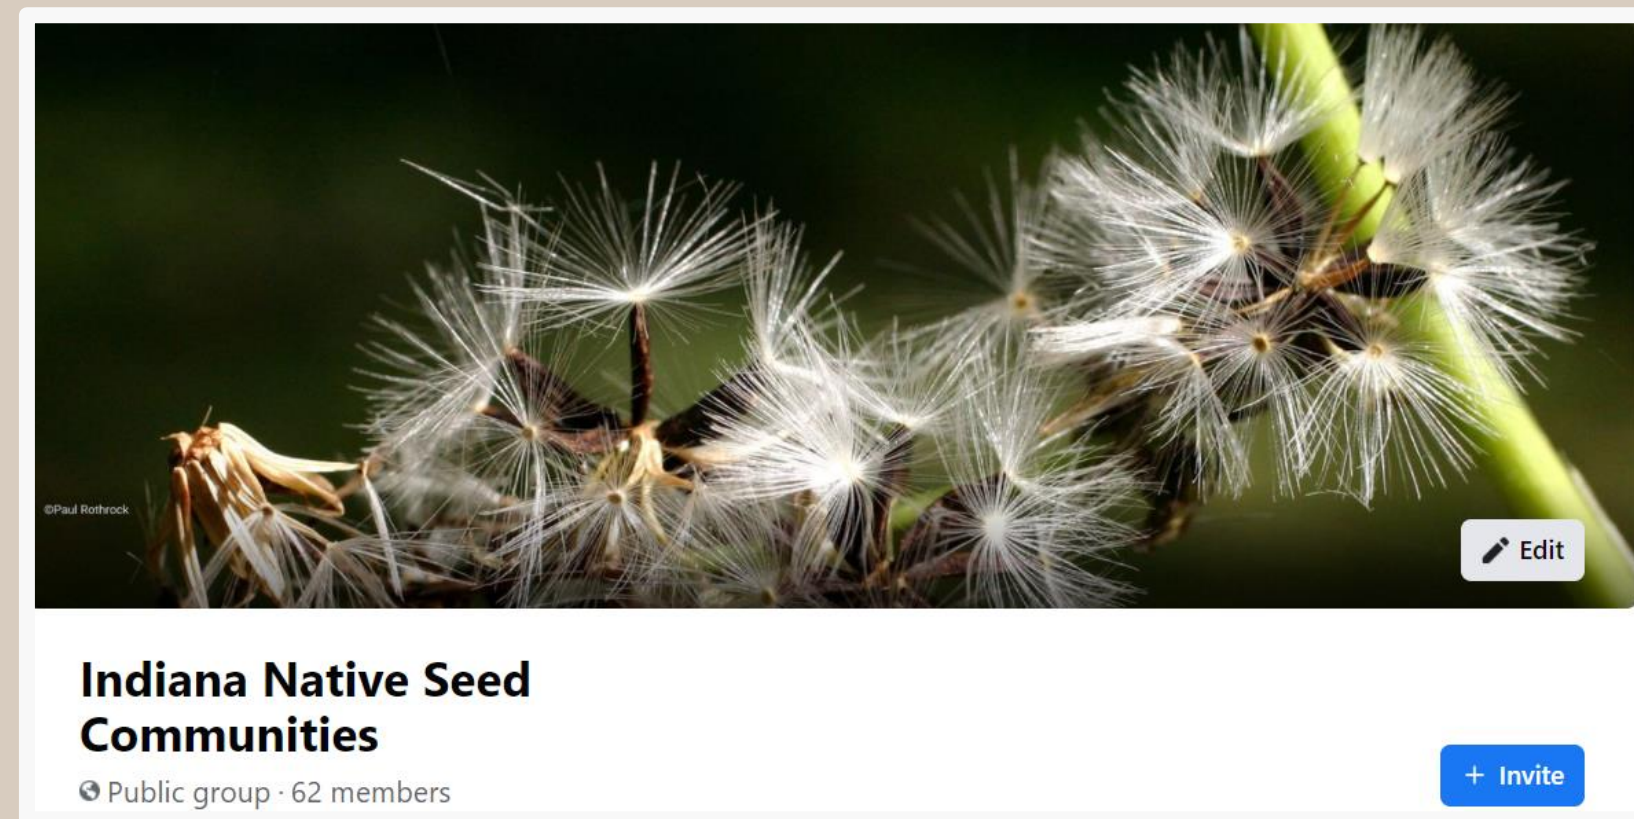 ©Paul Rothrock
Edit
Indiana Native Seed
Communities
Public group · 62 members
+ Invite